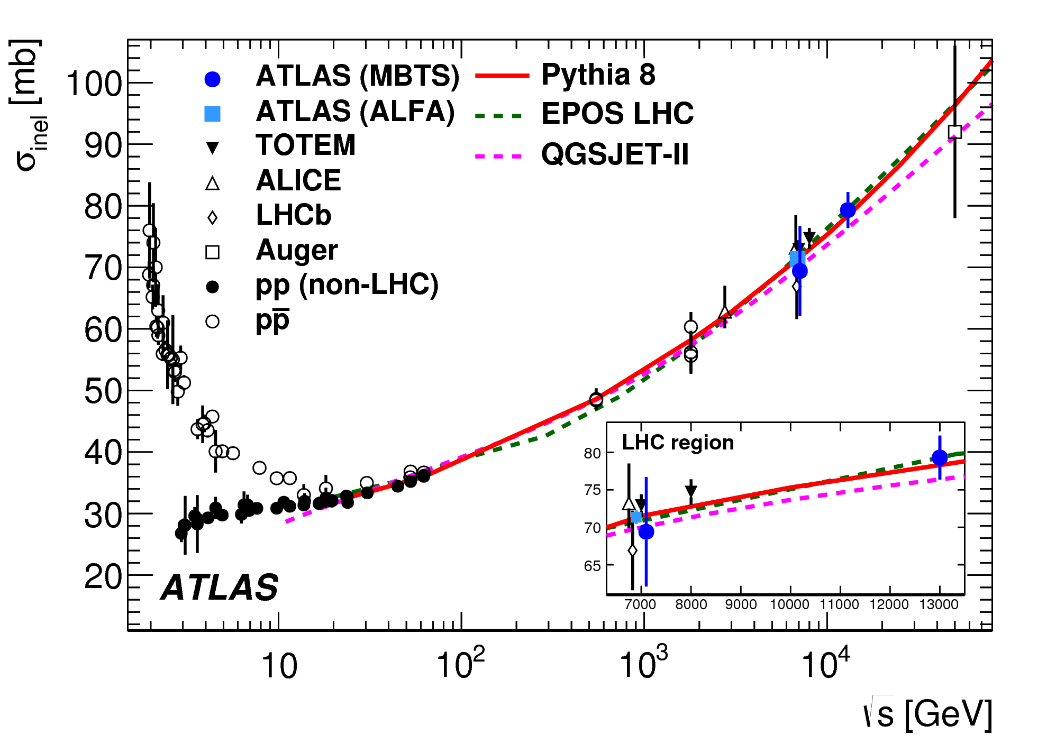 σinel [mb]
100
90
80
70
60
50
40
30
20
ATLAS (MBTS)
ATLAS (ALFA)
TOTEM
ALICE
LHCb
Auger
pp (non-LHC)
pp̅
Pythia 8
EPOS LHC
QGSJET-II
LHC region
80
75
70
65
7000 8000 9000 10000 11000 12000 13000
ATLAS
10 10² 10³ 10⁴
√s [GeV]